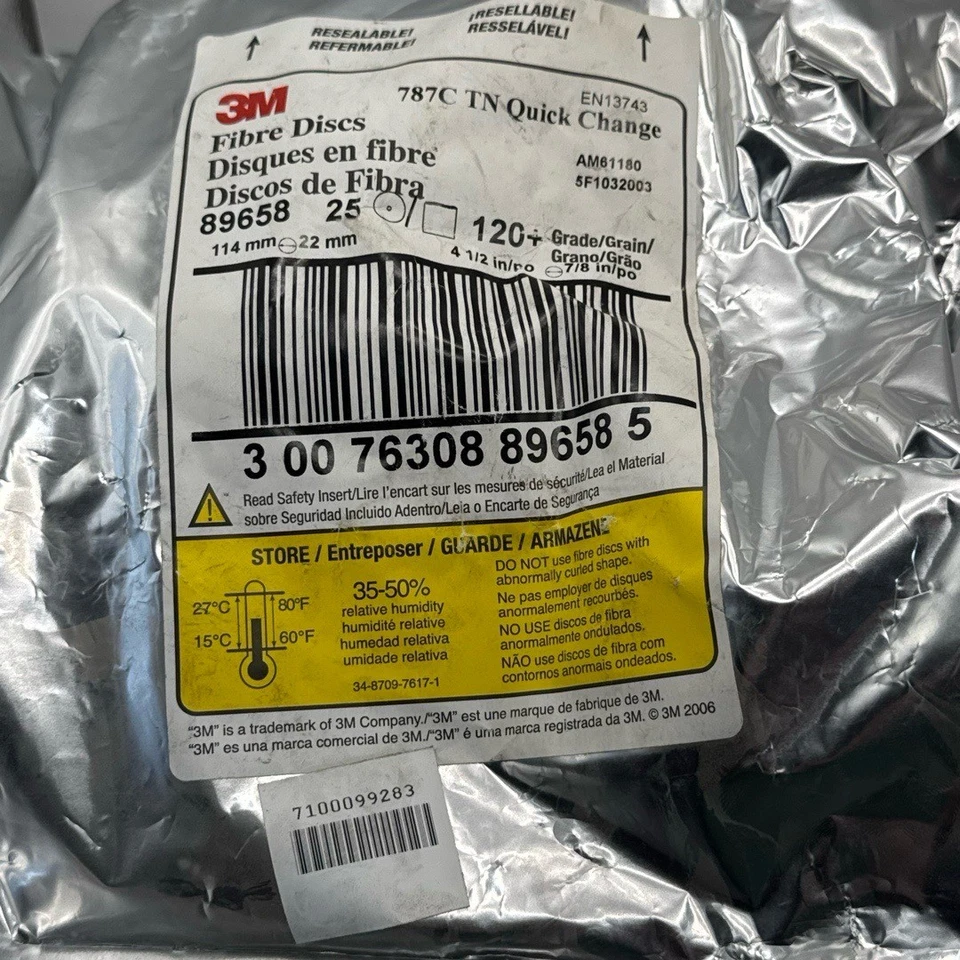 RESEALABLE!
REFERMABLE!
¡RESELLABLE!
RESSELÁVEL!
3M
787C TN Quick Change
EN13743
Fibre Discs
Disques en fibre
Discos de Fibra
AM61180
5F1032003
89658 25 / 120+ Grade/Grain/
Grano/Grão
114 mm 22 mm 4 1/2 in/po 7/8 in/po
3 00 76308 89658 5
Read Safety Insert/Lire l'encart sur les mesures de sécurité/Lea el Material
sobre Seguridad Incluido Adentro/Leia o Encarte de Segurança
STORE / Entreposer / GUARDE / ARMAZENE
27°C 80°F
15°C 60°F
35-50%
relative humidity
humidité relative
humedad relativa
umidade relativa
34-8709-7617-1
DO NOT use fibre discs with
abnormally curled shape.
Ne pas employer de disques
anormalement recourbés.
NO USE discos de fibra
anormalmente ondulados.
NÃO use discos de fibra com
contornos anormais ondeados.
"3M" is a trademark of 3M Company./"3M" est une marque de fabrique de 3M.
"3M" es una marca comercial de 3M./"3M" é uma marca registrada da 3M. © 3M 2006
7100099283